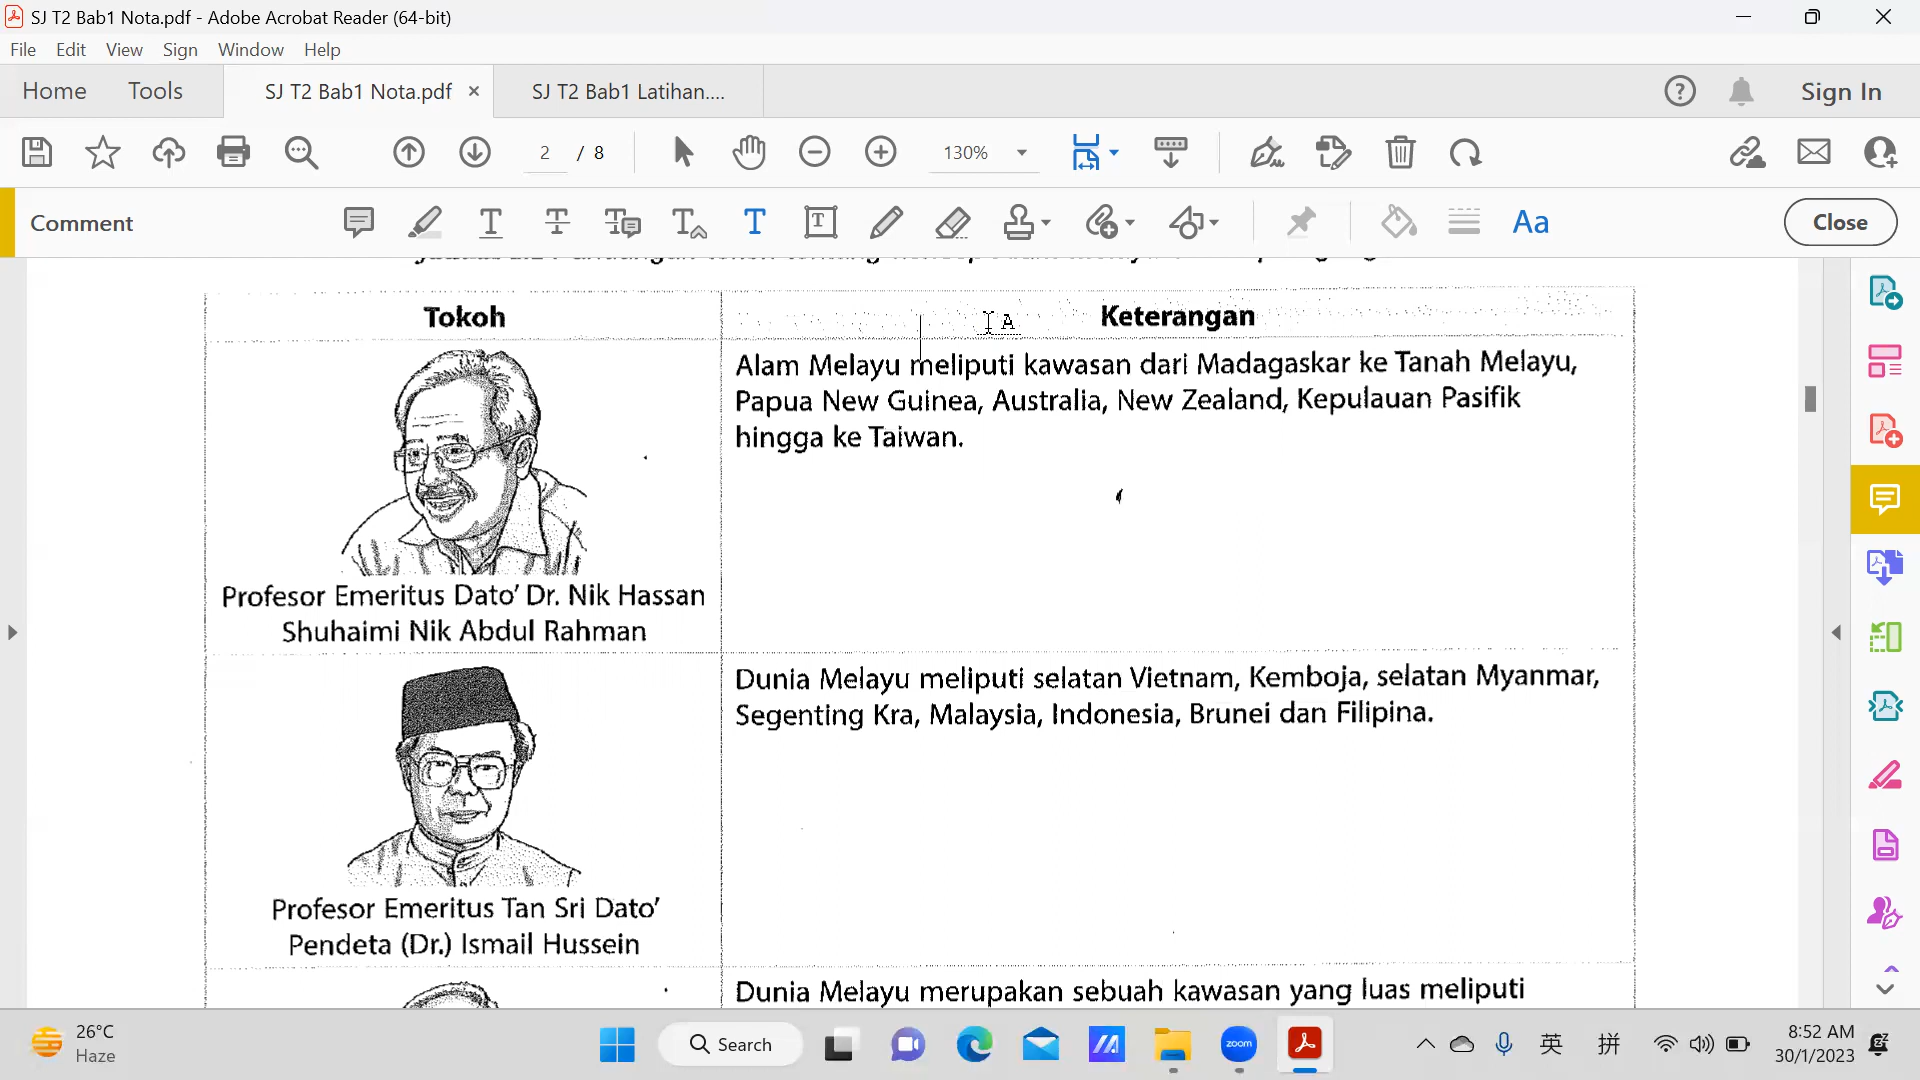 SJ T2 Bab1 Nota.pdf - Adobe Acrobat Reader (64-bit)
File Edit View Sign Window Help
Home Tools SJ T2 Bab1 Nota.pdf SJ T2 Bab1 Latihan.... Sign In
2 / 8 130%
Comment Aa Close
Tokoh Keterangan
Alam Melayu meliputi kawasan dari Madagaskar ke Tanah Melayu,
Papua New Guinea, Australia, New Zealand, Kepulauan Pasifik
hingga ke Taiwan.
Profesor Emeritus Dato' Dr. Nik Hassan
Shuhaimi Nik Abdul Rahman
Dunia Melayu meliputi selatan Vietnam, Kemboja, selatan Myanmar,
Segenting Kra, Malaysia, Indonesia, Brunei dan Filipina.
Profesor Emeritus Tan Sri Dato'
Pendeta (Dr.) Ismail Hussein
Dunia Melayu merupakan sebuah kawasan yang luas meliputi
26°C
Haze
Search
zoom
英 拼
8:52 AM
30/1/2023